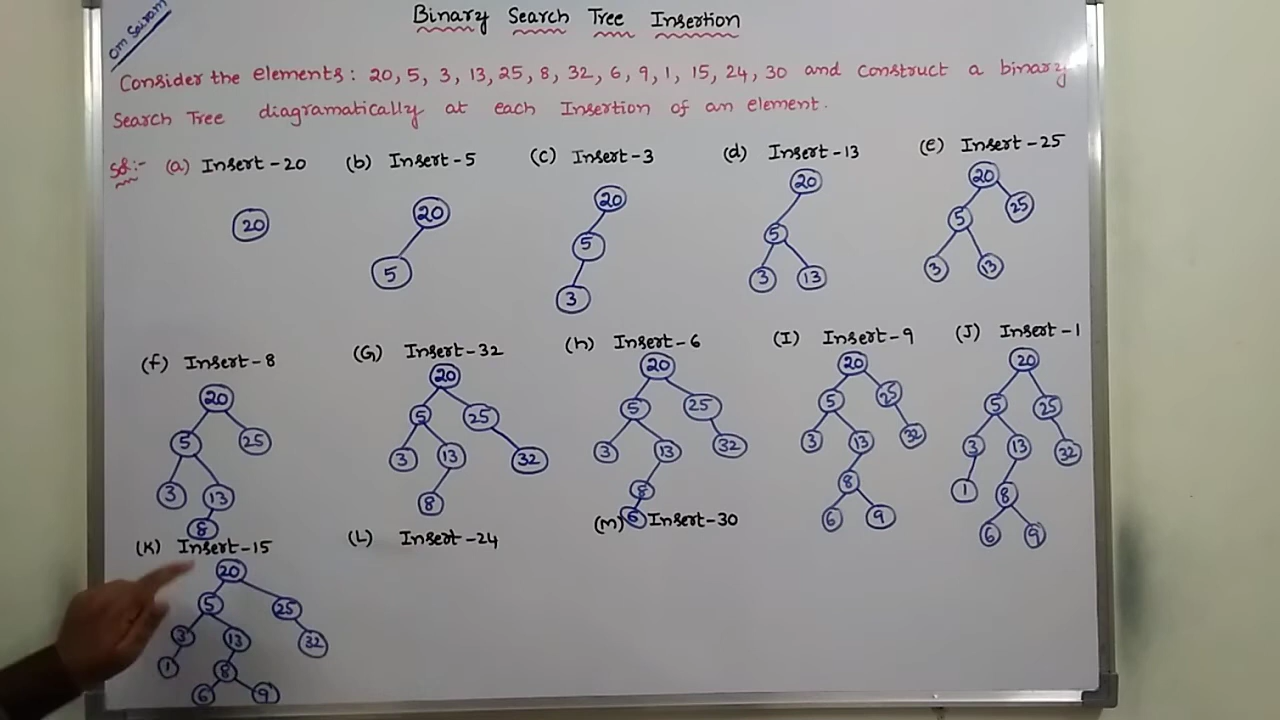 Om Sairam
Binary Search Tree Insertion
Consider the elements: 20, 5, 3, 13, 25, 8, 32, 6, 9, 1, 15, 24, 30 and construct a binary
Search Tree diagramatically at each Insertion of an element.
Sol:- (a) Insert-20 (b) Insert-5 (c) Insert-3 (d) Insert-13 (E) Insert-25
20
20
5
20
5
3
20
5
3 13
20
5 25
3 13
(f) Insert-8 (G) Insert-32 (h) Insert-6 (I) Insert-9 (J) Insert-1
20
5 25
3 13
8
20
5 25
3 13 32
8
20
5 25
3 13 32
8
6
20
5 25
3 13 32
8
6 9
20
5 25
3 13 32
1 8
6 9
(K) Insert-15 (L) Insert-24 (M) Insert-30
20
5 25
3 13 32
1 8
6 9